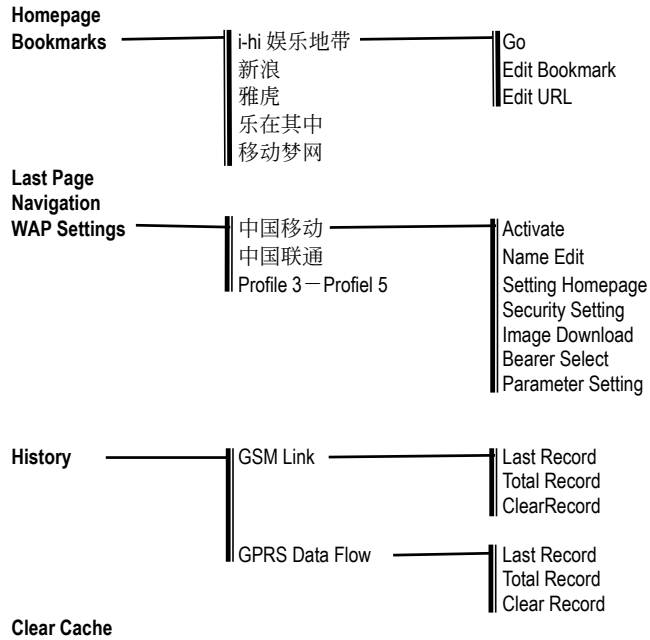 Homepage
Bookmarks i-hi 娱乐地带 Go
新浪 Edit Bookmark
雅虎 Edit URL
乐在其中
移动梦网
Last Page
Navigation
WAP Settings 中国移动 Activate
中国联通 Name Edit
Profile 3－Profiel 5 Setting Homepage
Security Setting
Image Download
Bearer Select
Parameter Setting
History GSM Link Last Record
Total Record
ClearRecord
GPRS Data Flow Last Record
Total Record
Clear Record
Clear Cache